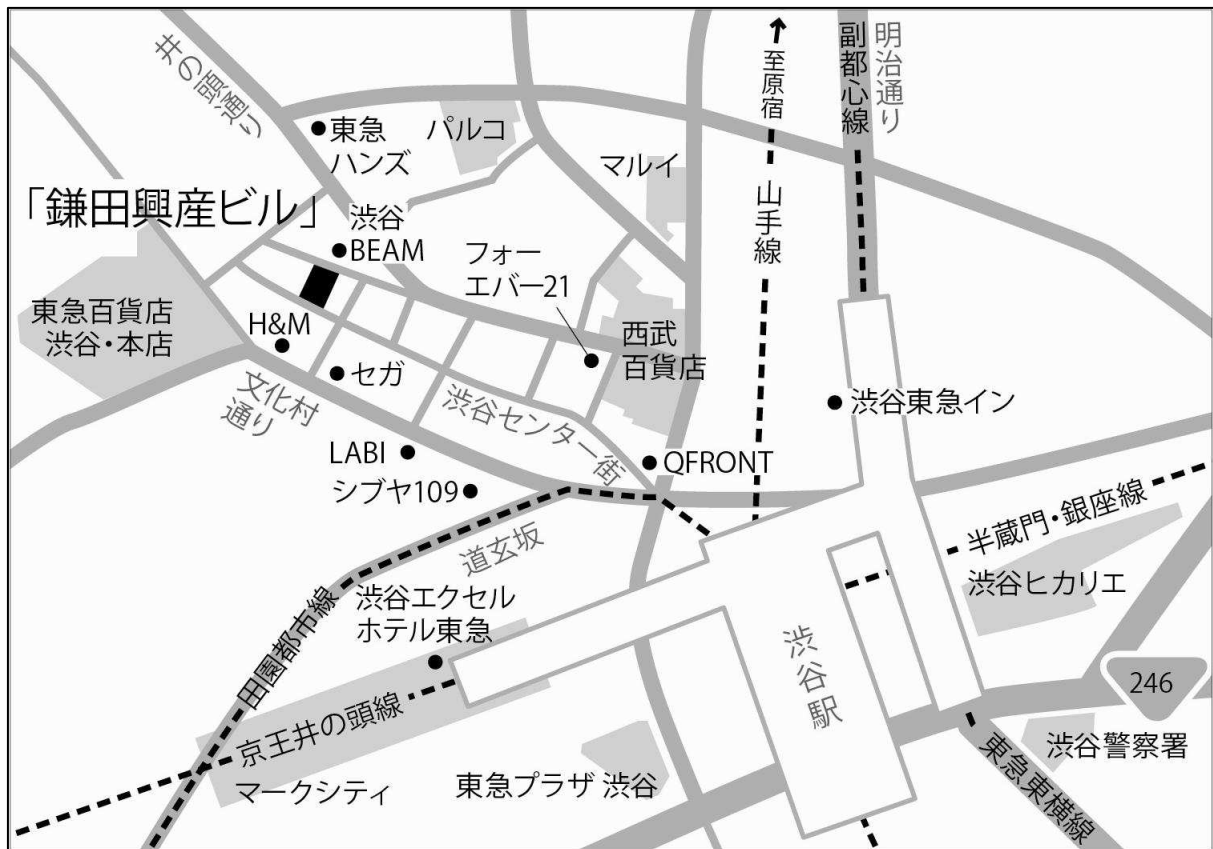 井の頭通り
東急
ハンズ
パルコ
マルイ
至原宿
山手線
副都心線
明治通り
「鎌田興産ビル」
渋谷
BEAM
フォー
エバー21
西武
百貨店
東急百貨店
渋谷・本店
H&M
セガ
文化村
通り
渋谷センター街
渋谷東急イン
LABI
シブヤ109
QFRONT
道玄坂
半蔵門・銀座線
渋谷ヒカリエ
渋谷エクセル
ホテル東急
田園都市線
京王井の頭線
マークシティ
東急プラザ 渋谷
渋谷駅
246
渋谷警察署
東急東横線